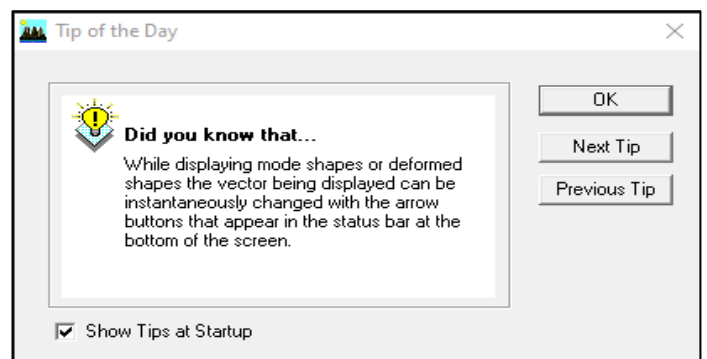 Tip of the Day
Did you know that...
While displaying mode shapes or deformed
shapes the vector being displayed can be
instantaneously changed with the arrow
buttons that appear in the status bar at the
bottom of the screen.
OK
Next Tip
Previous Tip
Show Tips at Startup